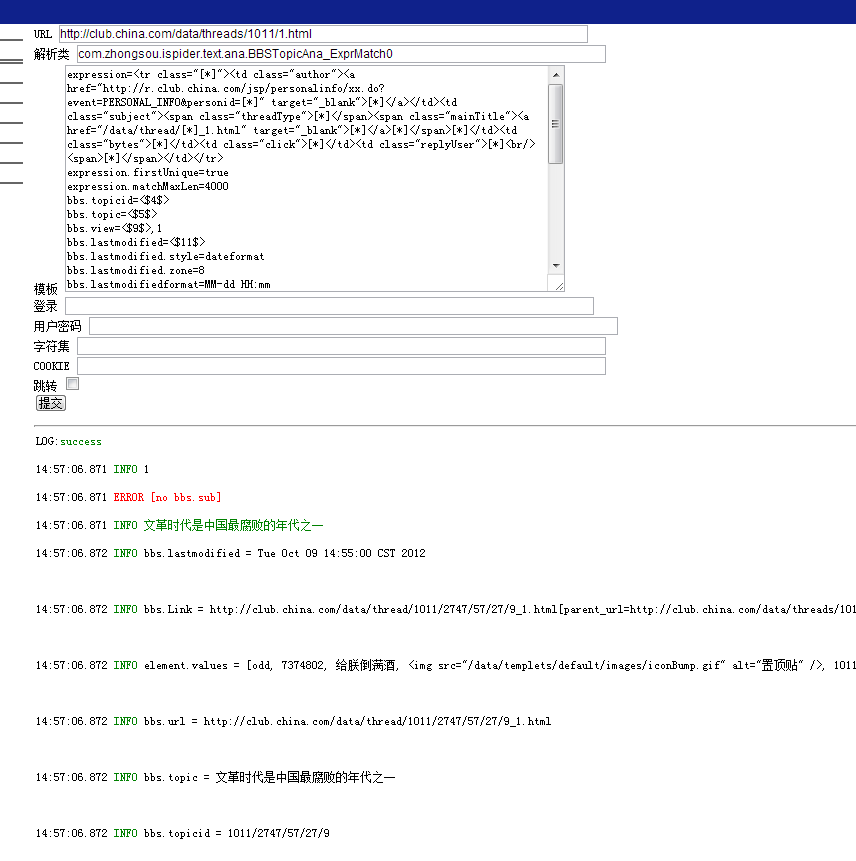 URL http://club.china.com/data/threads/1011/1.html
解析类 com.zhongsou.ispider.text.ana.BBSTopicAna_ExprMatch0
expression=<tr class="[*]"><td class="author"><a
href="http://r.club.china.com/jsp/personalinfo/xx.do?
event=PERSONAL_INFO&personid=[*]" target="_blank">[*]</a></td><td
class="subject"><span class="threadType">[*]</span><span class="mainTitle"><a
href="/data/thread/[*]_1.html" target="_blank">[*]</a>[*]</span>[*]</td><td
class="bytes">[*]</td><td class="click">[*]</td><td class="replyUser">[*]<br/>
<span>[*]</span></td></tr>
expression.firstUnique=true
expression.matchMaxLen=4000
bbs.topicid=<$4$>
bbs.topic=<$5$>
bbs.view=<$9$>,1
bbs.lastmodified=<$11$>
bbs.lastmodified.style=dateformat
bbs.lastmodified.zone=8
bbs.lastmodifiedformat=MM-dd HH:mm
模板
登录
用户密码
字符集
COOKIE
跳转
提交
LOG:success
14:57:06.871 INFO 1
14:57:06.871 ERROR [no bbs.sub]
14:57:06.871 INFO 文革时代是中国最腐败的年代之一
14:57:06.872 INFO bbs.lastmodified = Tue Oct 09 14:55:00 CST 2012
14:57:06.872 INFO bbs.Link = http://club.china.com/data/thread/1011/2747/57/27/9_1.html[parent_url=http://club.china.com/data/threads/101
14:57:06.872 INFO element.values = [odd, 7374802, 给朕倒满酒, <img src="/data/templets/default/images/iconBump.gif" alt="置顶贴" />, 1011
14:57:06.872 INFO bbs.url = http://club.china.com/data/thread/1011/2747/57/27/9_1.html
14:57:06.872 INFO bbs.topic = 文革时代是中国最腐败的年代之一
14:57:06.872 INFO bbs.topicid = 1011/2747/57/27/9